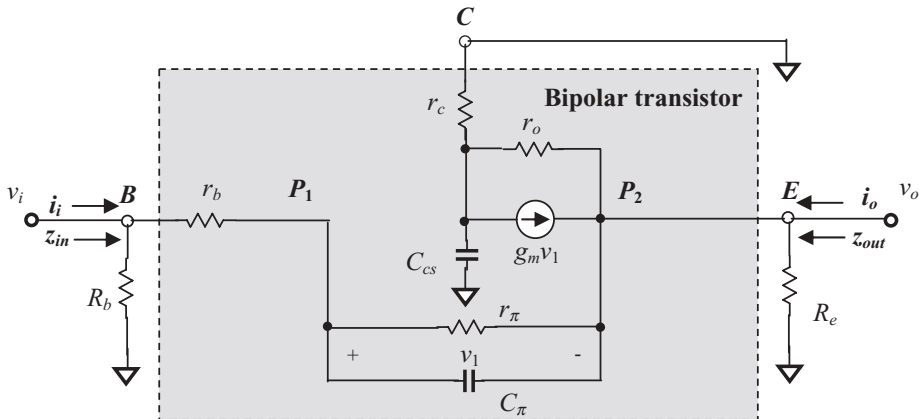 C
r_c
Bipolar transistor
r_o
v_i
i_i
B
r_b
P_1
P_2
E
i_o
v_o
z_in
g_m v_1
z_out
C_cs
R_b
r_π
R_e
+ v_1 -
C_π